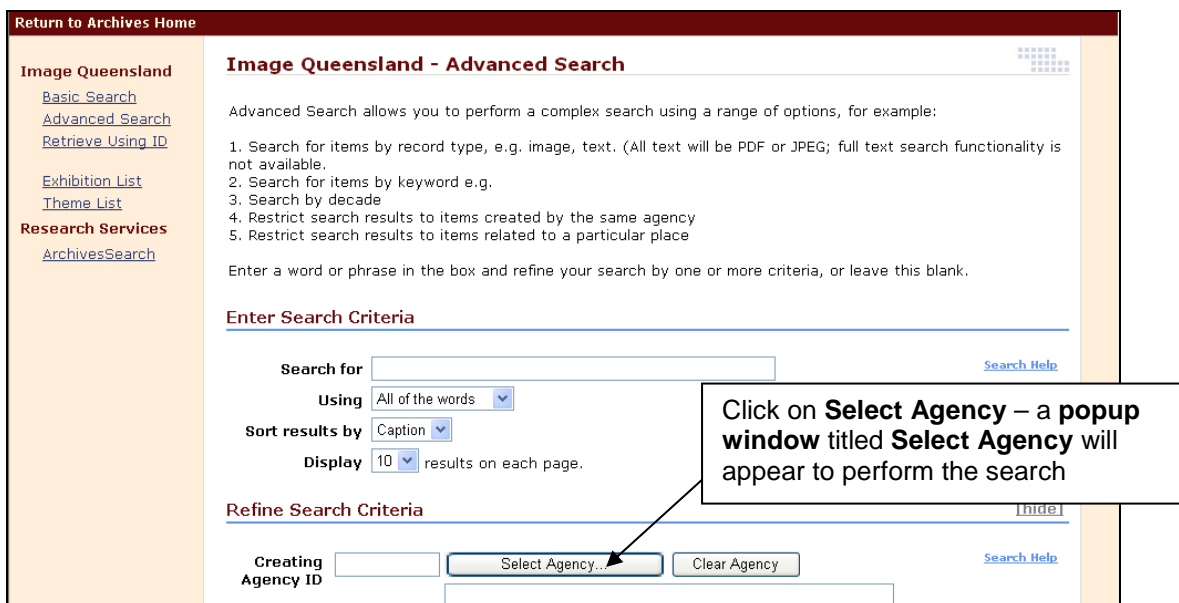 Return to Archives Home
Image Queensland
Basic Search
Advanced Search
Retrieve Using ID
Exhibition List
Theme List
Research Services
ArchivesSearch
Image Queensland - Advanced Search
Advanced Search allows you to perform a complex search using a range of options, for example:
1. Search for items by record type, e.g. image, text. (All text will be PDF or JPEG; full text search functionality is
not available.
2. Search for items by keyword e.g.
3. Search by decade
4. Restrict search results to items created by the same agency
5. Restrict search results to items related to a particular place
Enter a word or phrase in the box and refine your search by one or more criteria, or leave this blank.
Enter Search Criteria
Search for
Search Help
Using All of the words
Sort results by Caption
Display 10 results on each page.
Click on Select Agency – a popup
window titled Select Agency will
appear to perform the search
Refine Search Criteria
[hide]
Creating
Agency ID
Select Agency...
Clear Agency
Search Help